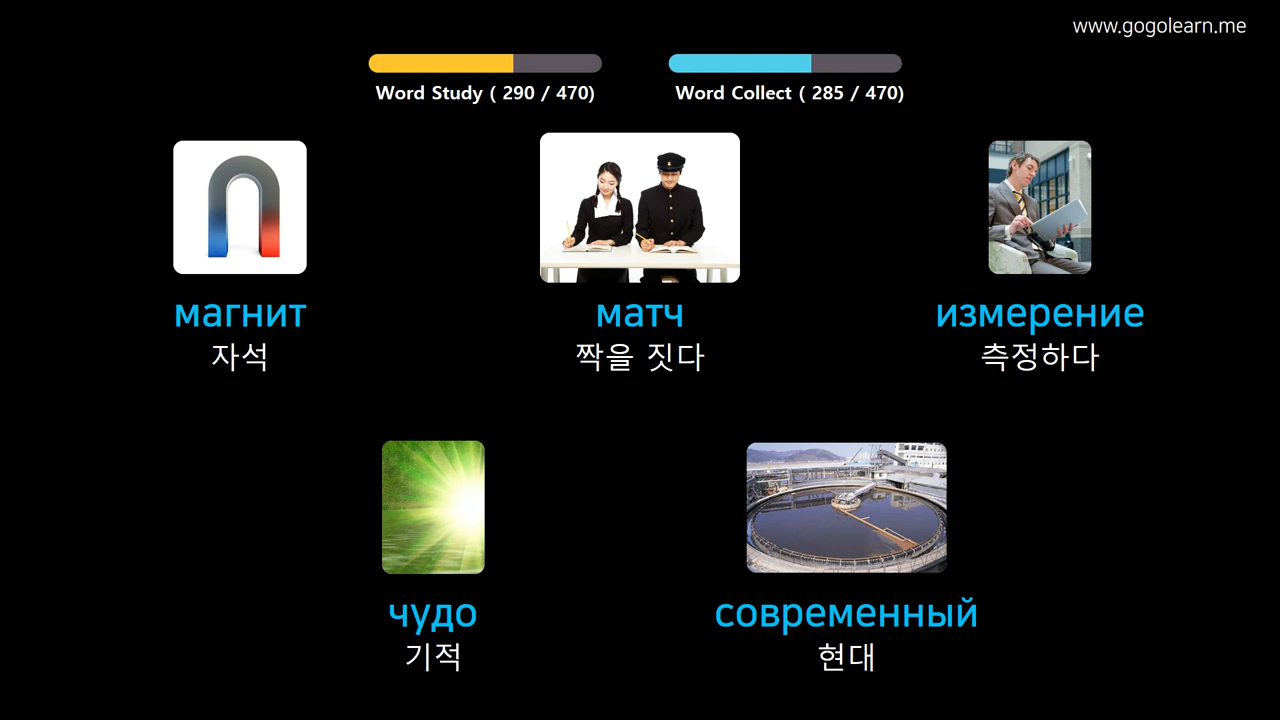 www.gogolearn.me
Word Study ( 290 / 470)
Word Collect ( 285 / 470)
магнит
자석
матч
짝을 짓다
измерение
측정하다
чудо
기적
современный
현대